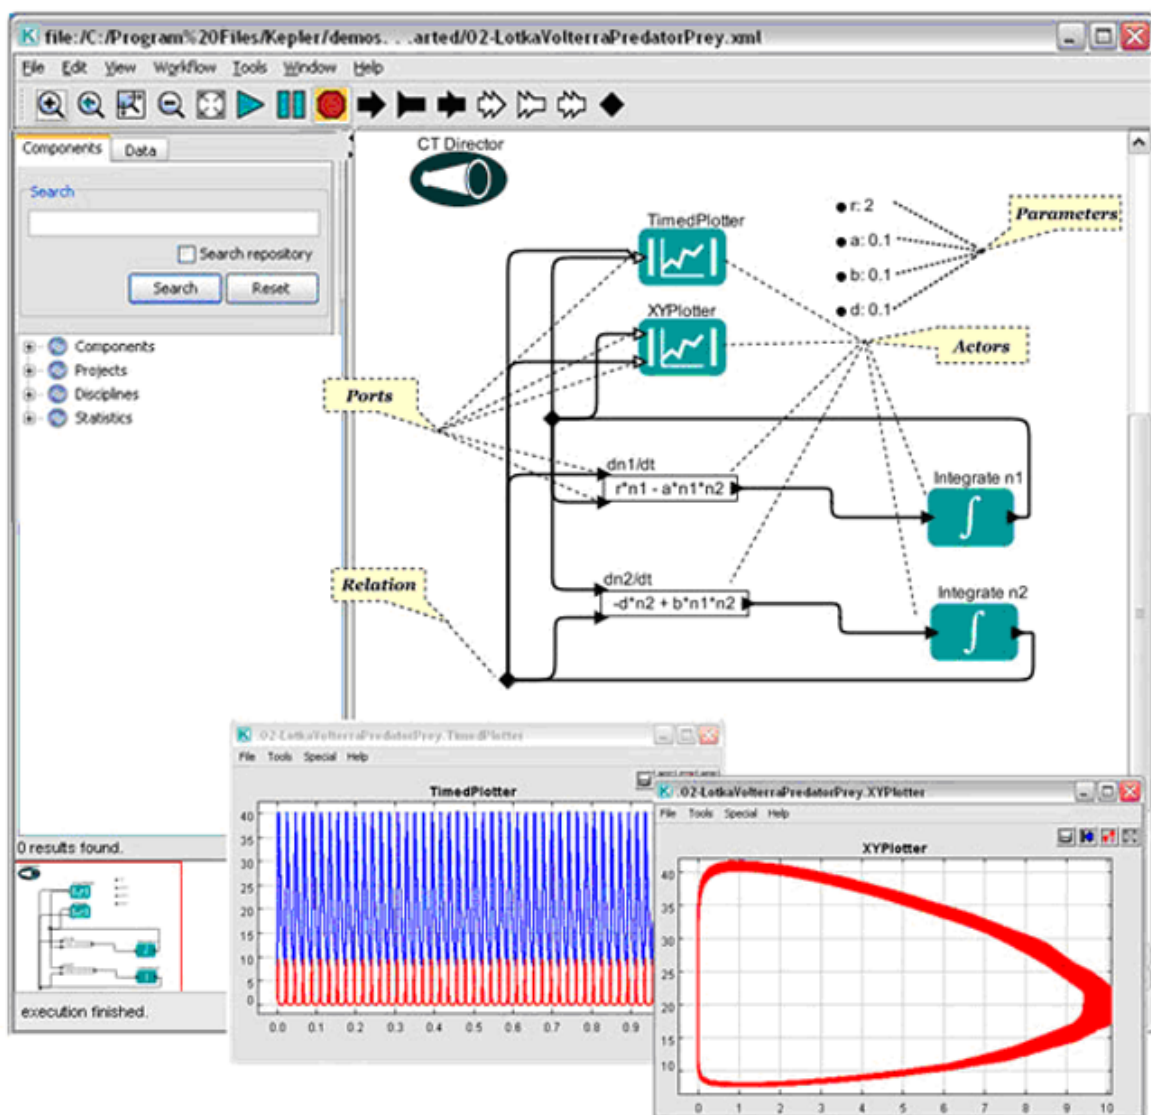 file:/C:/Program%20Files/Kepler/demos. . .arted/02-LotkaVolterraPredatorPrey.xml
File Edit View Workflow Tools Window Help
Components Data
Search
Search repository
Search Reset
Components
Projects
Disciplines
Statistics
0 results found.
execution finished.
CT Director
TimedPlotter
XYPlotter
r: 2
a: 0.1
b: 0.1
d: 0.1
Parameters
Actors
Ports
Relation
dn1/dt
r*n1 - a*n1*n2
Integrate n1
∫
dn2/dt
-d*n2 + b*n1*n2
Integrate n2
∫
.02-LotkaVolterraPredatorPrey.TimedPlotter
File Tools Special Help
TimedPlotter
40
35
30
25
20
15
10
5
0
0.0 0.1 0.2 0.3 0.4 0.5 0.6 0.7 0.8 0.9
.02-LotkaVolterraPredatorPrey.XYPlotter
File Tools Special Help
XYPlotter
40
35
30
25
20
15
10
0 1 2 3 4 5 6 7 8 9 10